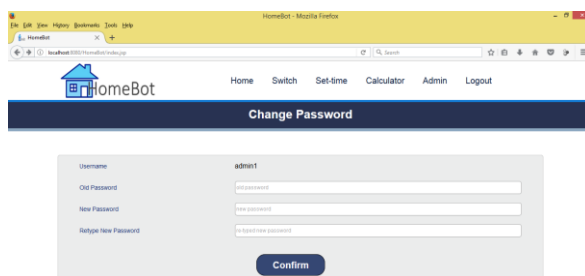 HomeBot - Mozilla Firefox
File Edit View History Bookmarks Tools Help
HomeBot
localhost:8080/HomeBot/index.jsp
Search
HomeBot
Home Switch Set-time Calculator Admin Logout
Change Password
Username admin1
Old Password old password
New Password new password
Retype New Password re-typed new password
Confirm